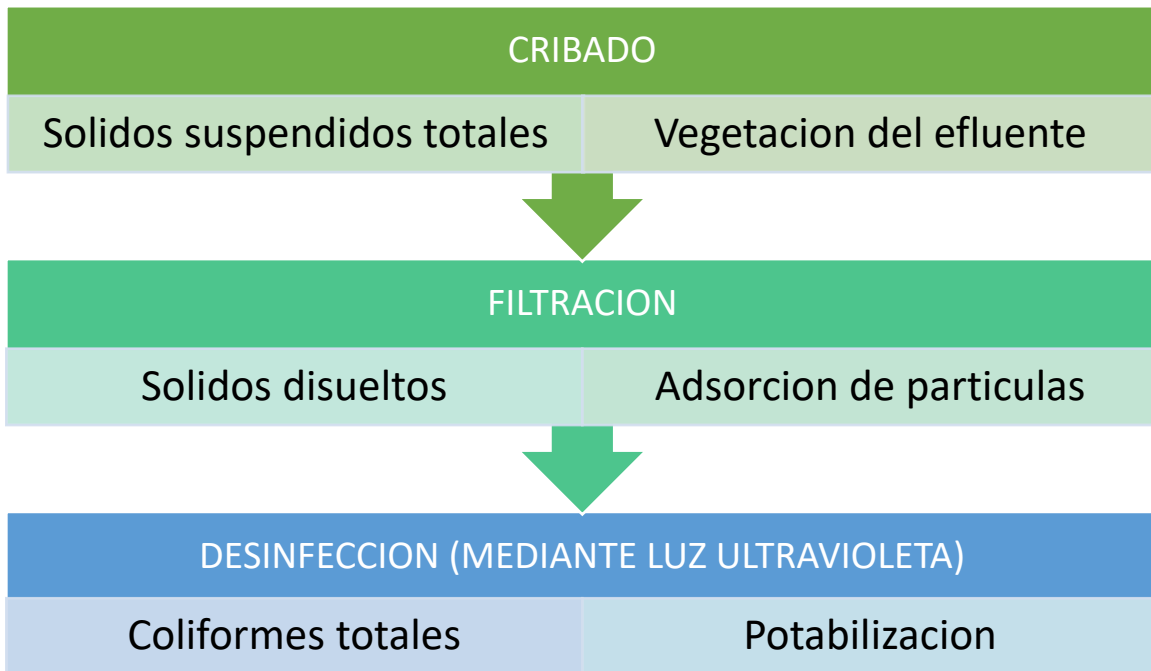 CRIBADO
Solidos suspendidos totales
Vegetacion del efluente
FILTRACION
Solidos disueltos
Adsorcion de particulas
DESINFECCION (MEDIANTE LUZ ULTRAVIOLETA)
Coliformes totales
Potabilizacion